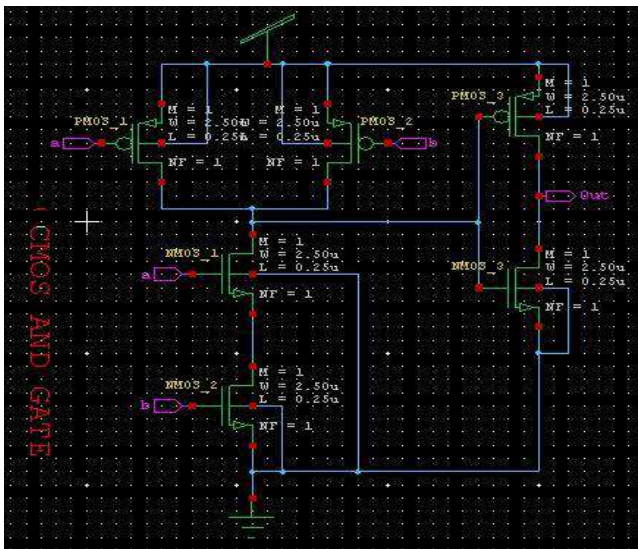 PMOS_1
M = 1
W = 2.50u
L = 0.25u
NF = 1
a
M = 1
W = 2.50u
NF = 1
PMOS_2
b
PMOS_3
M = 1
W = 2.50u
L = 0.25u
NF = 1
Out
NMOS_1
M = 1
W = 2.50u
L = 0.25u
NF = 1
a
NMOS_3
M = 1
W = 2.50u
L = 0.25u
NF = 1
NMOS_2
M = 1
W = 2.50u
L = 0.25u
NF = 1
b
CMOS AND GATE